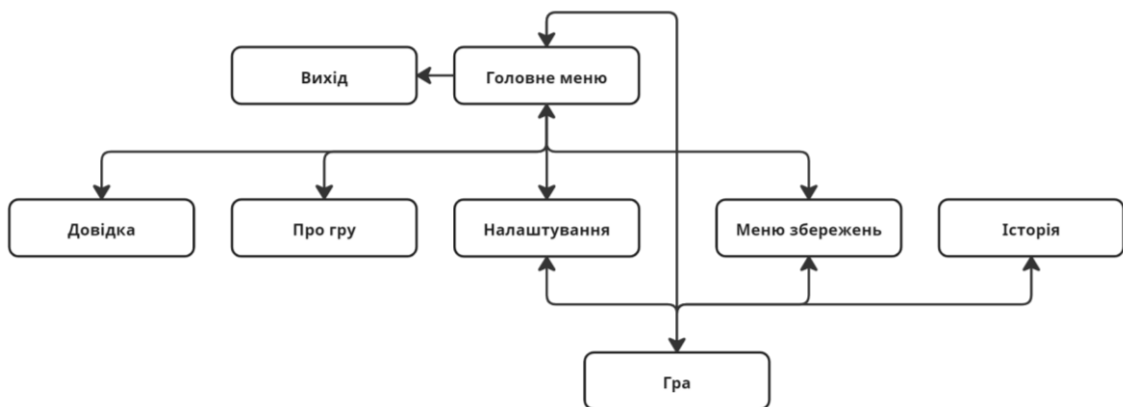 Вихід
Головне меню
Довідка
Про гру
Налаштування
Меню збережень
Історія
Гра